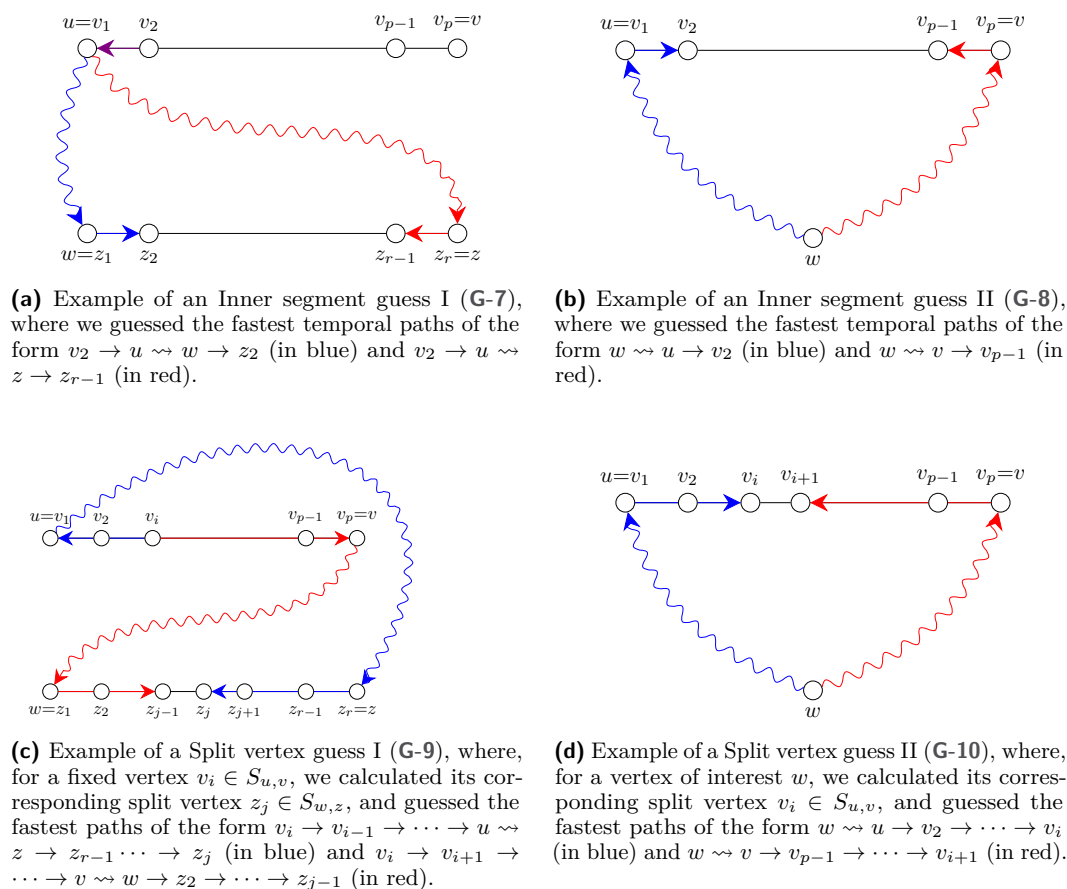 u=v₁ v₂ vₚ₋₁ vₚ=v
w=z₁ z₂ zᵣ₋₁ zᵣ=z
(a) Example of an Inner segment guess I (G-7),
where we guessed the fastest temporal paths of the
form v₂ → u ⇝ w → z₂ (in blue) and v₂ → u ⇝
z → zᵣ₋₁ (in red).
u=v₁ v₂ vₚ₋₁ vₚ=v
w
(b) Example of an Inner segment guess II (G-8),
where we guessed the fastest temporal paths of the
form w ⇝ u → v₂ (in blue) and w ⇝ v → vₚ₋₁ (in
red).
u=v₁ v₂ vᵢ vₚ₋₁ vₚ=v
w=z₁ z₂ zⱼ₋₁ zⱼ zⱼ₊₁ zᵣ₋₁ zᵣ=z
(c) Example of a Split vertex guess I (G-9), where,
for a fixed vertex vᵢ ∈ Sᵤ,ᵥ, we calculated its cor-
responding split vertex zⱼ ∈ S_{w,z}, and guessed the
fastest paths of the form vᵢ → vᵢ₋₁ → ⋯ → u ⇝
z → zᵣ₋₁ ⋯ → zⱼ (in blue) and vᵢ → vᵢ₊₁ →
⋯ → v ⇝ w → z₂ → ⋯ → zⱼ₋₁ (in red).
u=v₁ v₂ vᵢ vᵢ₊₁ vₚ₋₁ vₚ=v
w
(d) Example of a Split vertex guess II (G-10), where,
for a vertex of interest w, we calculated its corres-
ponding split vertex vᵢ ∈ Sᵤ,ᵥ, and guessed the
fastest paths of the form w ⇝ u → v₂ → ⋯ → vᵢ
(in blue) and w ⇝ v → vₚ₋₁ → ⋯ → vᵢ₊₁ (in red).